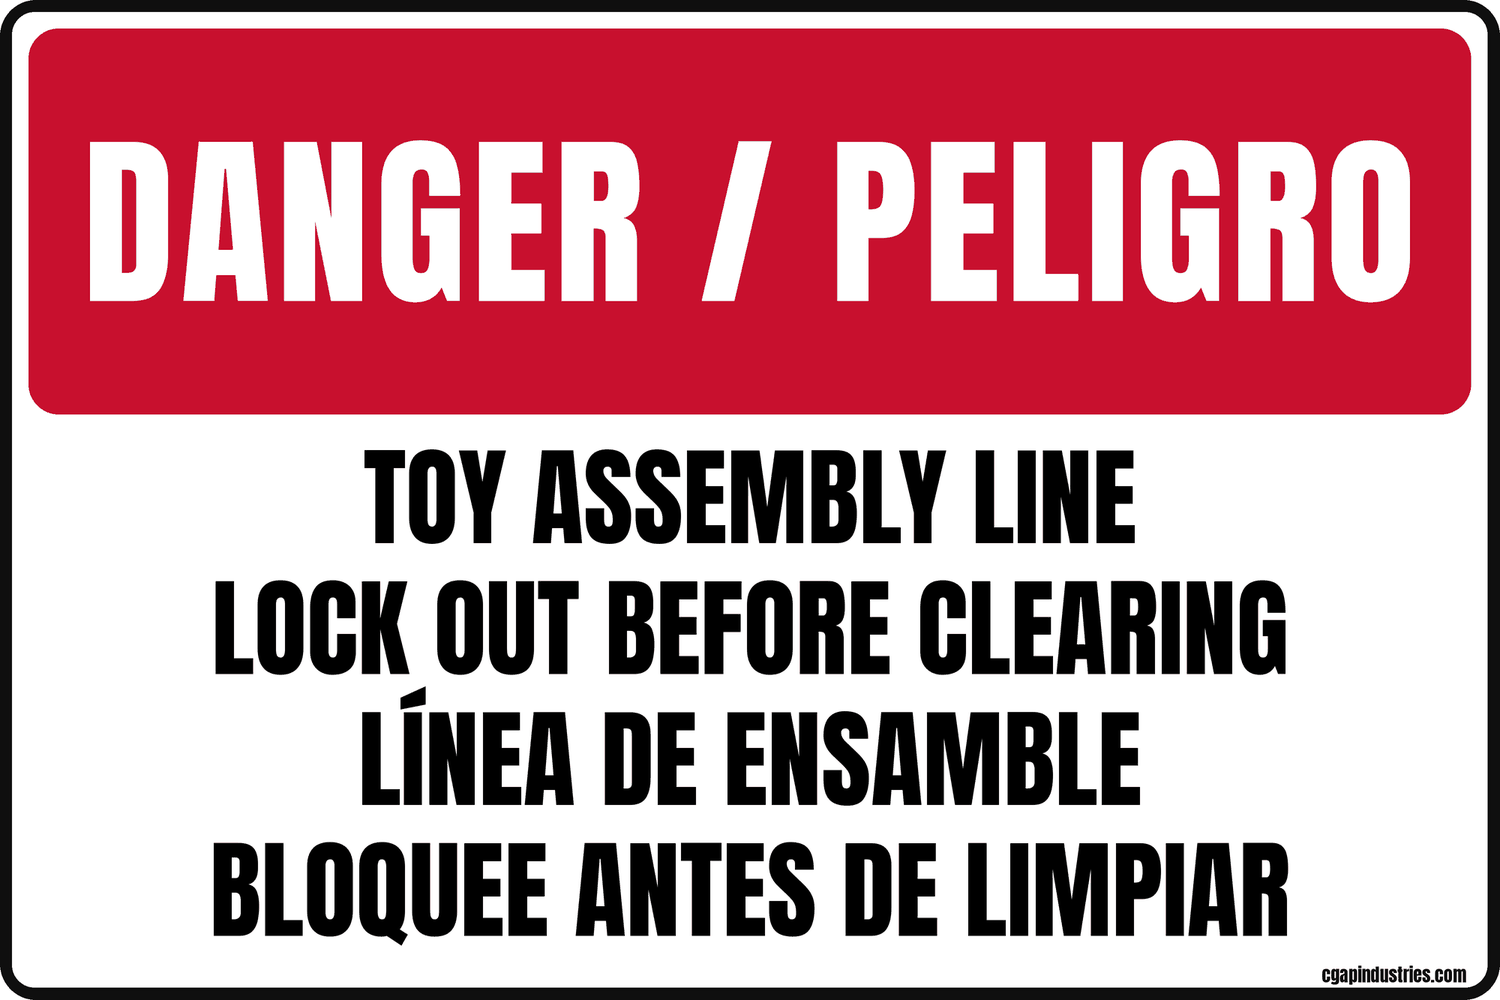 DANGER / PELIGRO
TOY ASSEMBLY LINE
LOCK OUT BEFORE CLEARING
LÍNEA DE ENSAMBLE
BLOQUEE ANTES DE LIMPIAR
cgapindustries.com